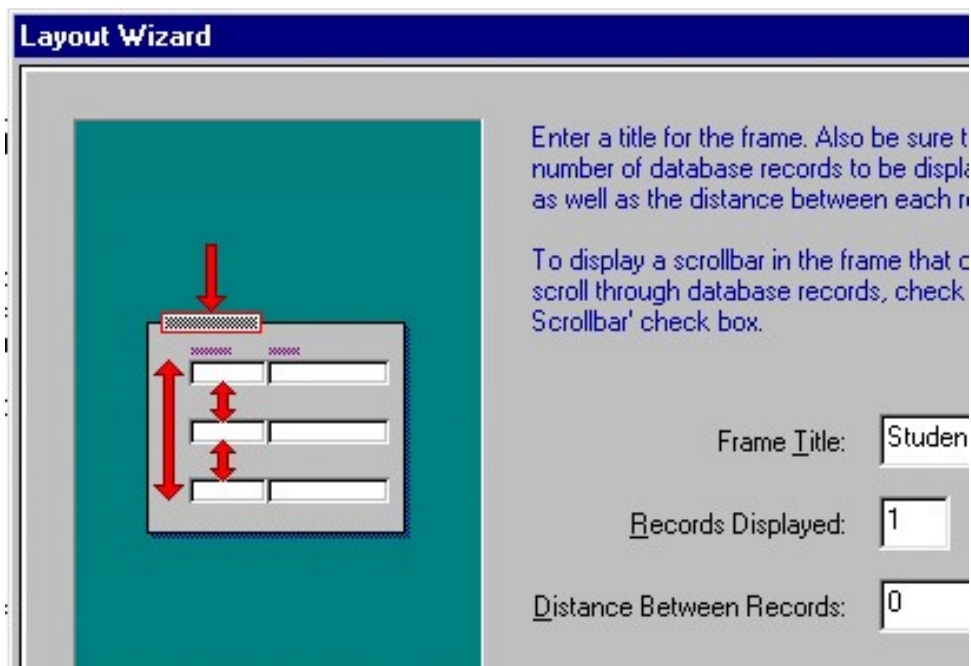 Layout Wizard
Enter a title for the frame. Also be sure t
number of database records to be displa
as well as the distance between each r
To display a scrollbar in the frame that
scroll through database records, check
Scrollbar' check box.
Frame Title: Studen
Records Displayed: 1
Distance Between Records: 0